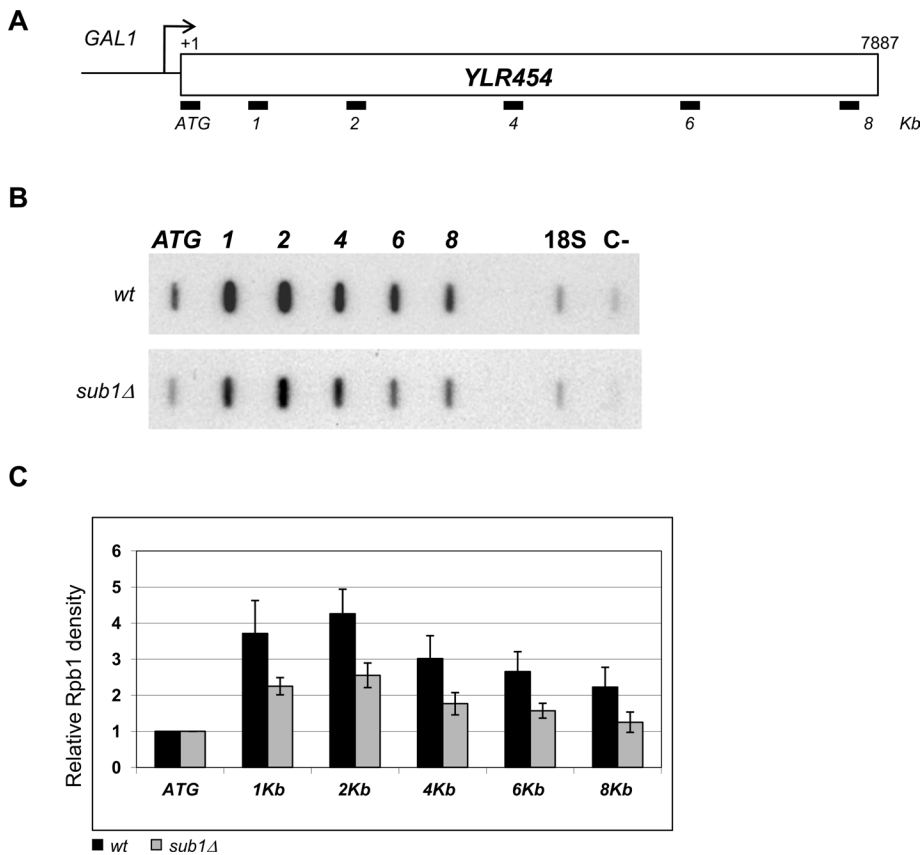 A
GAL1
+1
7887
YLR454
ATG 1 2 4 6 8 Kb
B
ATG 1 2 4 6 8 18S C-
wt
sub1Δ
C
Relative Rpb1 density
6
5
4
3
2
1
0
ATG 1Kb 2Kb 4Kb 6Kb 8Kb
wt sub1Δ